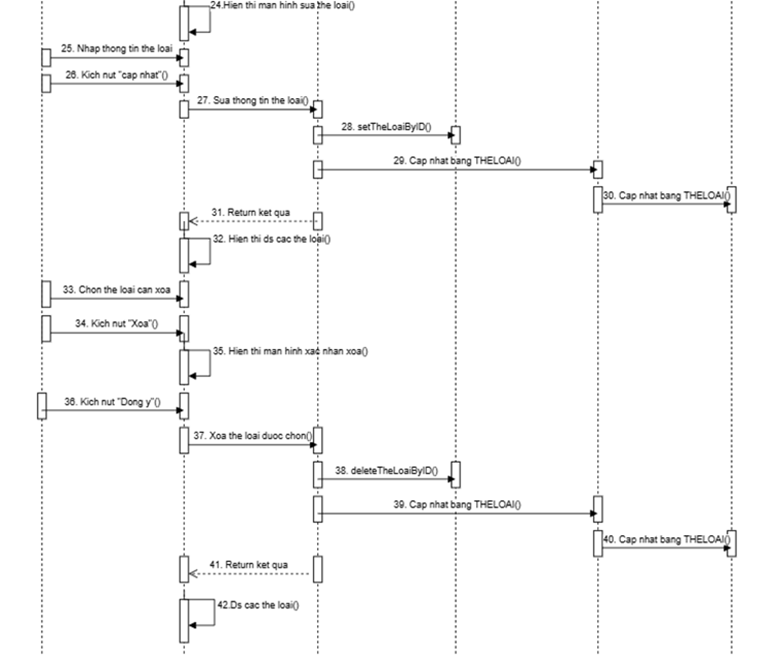 24.Hien thi man hinh sua the loai()
25. Nhap thong tin the loai
26. Kich nut "cap nhat"()
27. Sua thong tin the loai()
28. setTheLoaiByID()
29. Cap nhat bang THELOAI()
30. Cap nhat bang THELOAI()
31. Return ket qua
32. Hien thi ds cac the loai()
33. Chon the loai can xoa
34. Kich nut "Xoa"()
35. Hien thi man hinh xac nhan xoa()
36. Kich nut "Dong y"()
37. Xoa the loai duoc chon()
38. deleteTheLoaiByID()
39. Cap nhat bang THELOAI()
40. Cap nhat bang THELOAI()
41. Return ket qua
42.Ds cac the loai()